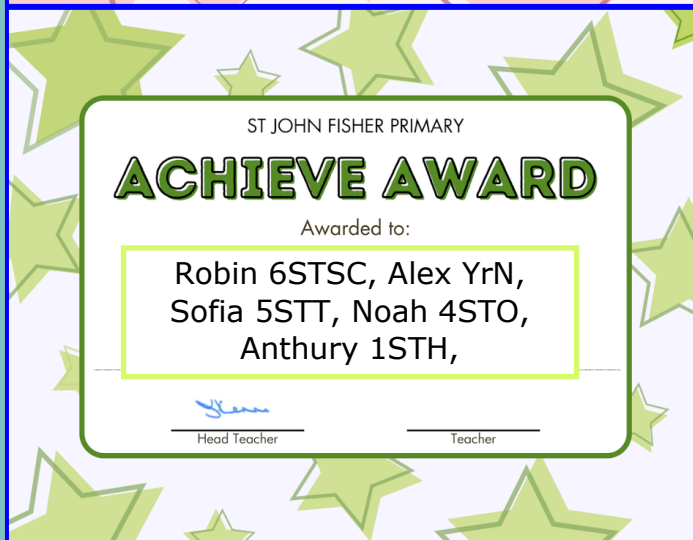 ST JOHN FISHER PRIMARY
ACHIEVE AWARD
Awarded to:
Robin 6STSC, Alex YrN,
Sofia 5STT, Noah 4STO,
Anthury 1STH,
Head Teacher
Teacher